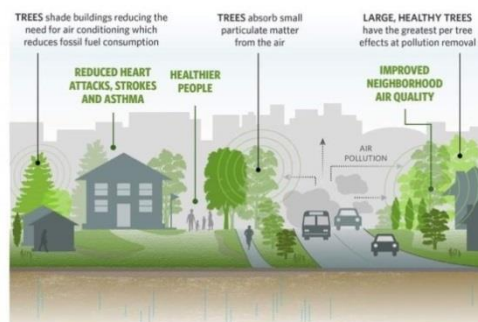 TREES shade buildings reducing the
need for air conditioning which
reduces fossil fuel consumption
TREES absorb small
particulate matter
from the air
LARGE, HEALTHY TREES
have the greatest per tree
effects at pollution removal
REDUCED HEART
ATTACKS, STROKES
AND ASTHMA
HEALTHIER
PEOPLE
IMPROVED
NEIGHBORHOOD
AIR QUALITY
AIR
POLLUTION